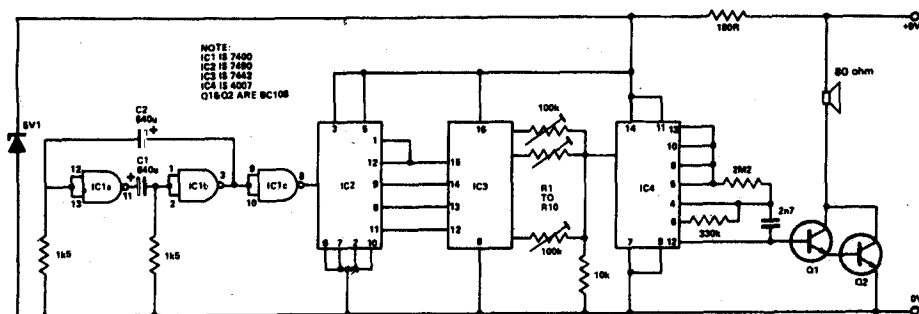 NOTE:
IC1 IS 7400
IC2 IS 7490
IC3 IS 7442
IC4 IS 4007
Q1&Q2 ARE BC108
180R
+9V
80 ohm
5V1
C2
640u
+
12
13
IC1a
11
+
C1
640u
1
2
IC1b
3
9
10
IC1c
8
1k5
1k5
3
5
1
12
9
8
11
IC2
6
7
2
10
16
15
14
13
12
IC3
8
100k
R1
TO
R10
100k
10k
14
11
13
10
8
5
4
6
12
IC4
7
9
2M2
330k
2n7
Q1
Q2
0V